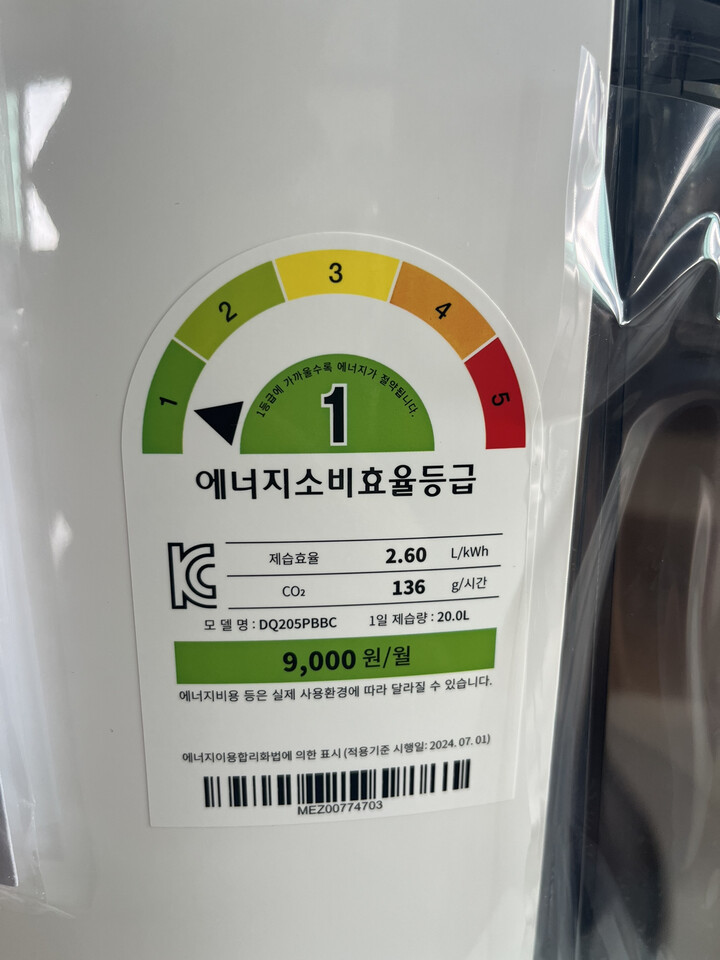 1 2 3 4 5
1등급에 가까울수록 에너지가 절약됩니다.
1
에너지소비효율등급
KC
제습효율 2.60 L/kWh
CO₂ 136 g/시간
모 델 명 : DQ205PBBC 1일 제습량 : 20.0L
9,000 원/월
에너지비용 등은 실제 사용환경에 따라 달라질 수 있습니다.
에너지이용합리화법에 의한 표시 (적용기준 시행일: 2024. 07. 01)
MEZ00774703